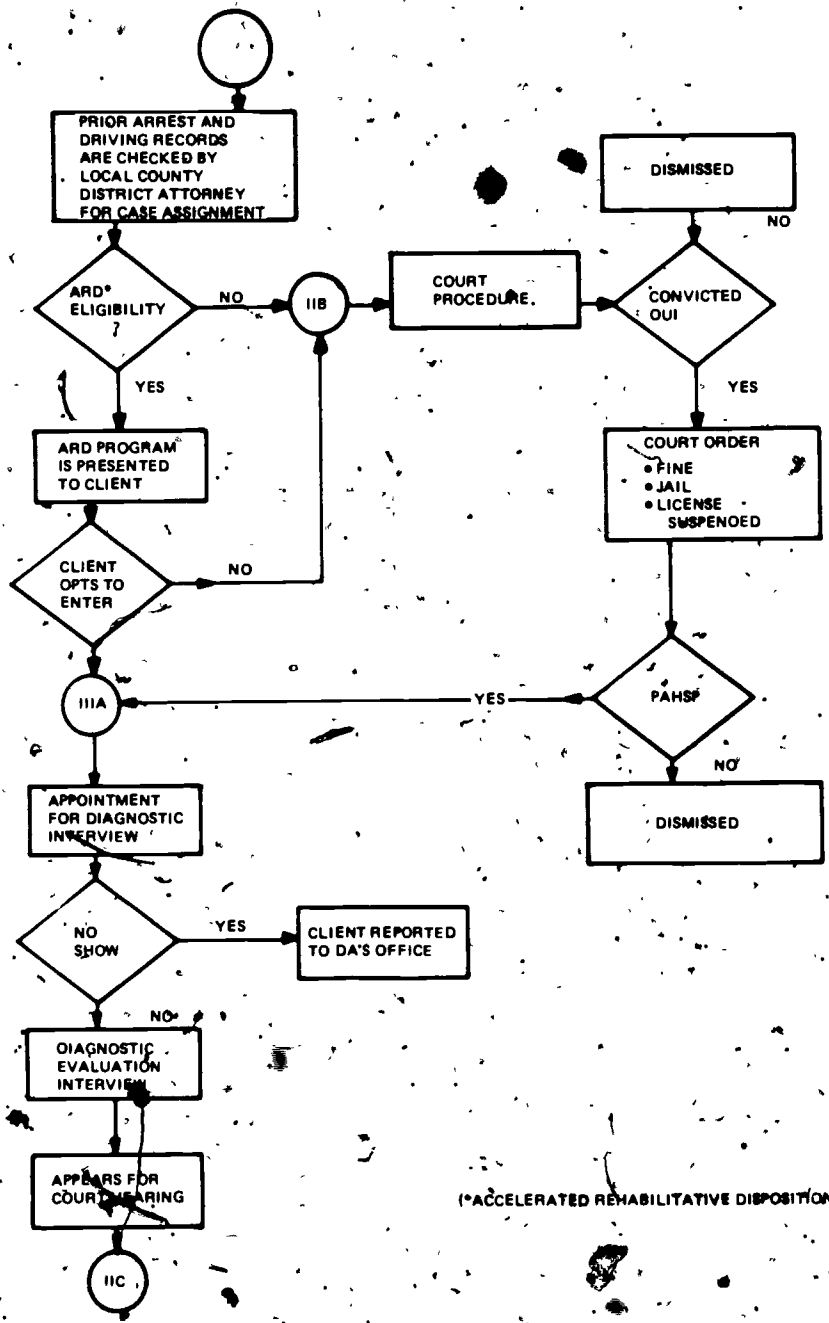 PRIOR ARREST AND
DRIVING RECORDS
ARE CHECKED BY
LOCAL COUNTY
DISTRICT ATTORNEY
FOR CASE ASSIGNMENT
DISMISSED
NO
ARD*
ELIGIBILITY
?
NO
IIB
COURT
PROCEDURE
CONVICTED
OUI
YES
YES
ARD PROGRAM
IS PRESENTED
TO CLIENT
COURT ORDER
• FINE
• JAIL
• LICENSE
SUSPENDED
CLIENT
OPTS TO
ENTER
NO
IIIA
YES
PAHSP
NO
APPOINTMENT
FOR DIAGNOSTIC
INTERVIEW
DISMISSED
NO
SHOW
YES
CLIENT REPORTED
TO DA'S OFFICE
NO
DIAGNOSTIC
EVALUATION
INTERVIEW
APPEARS FOR
COURT HEARING
(*ACCELERATED REHABILITATIVE DISPOSITION
IIC